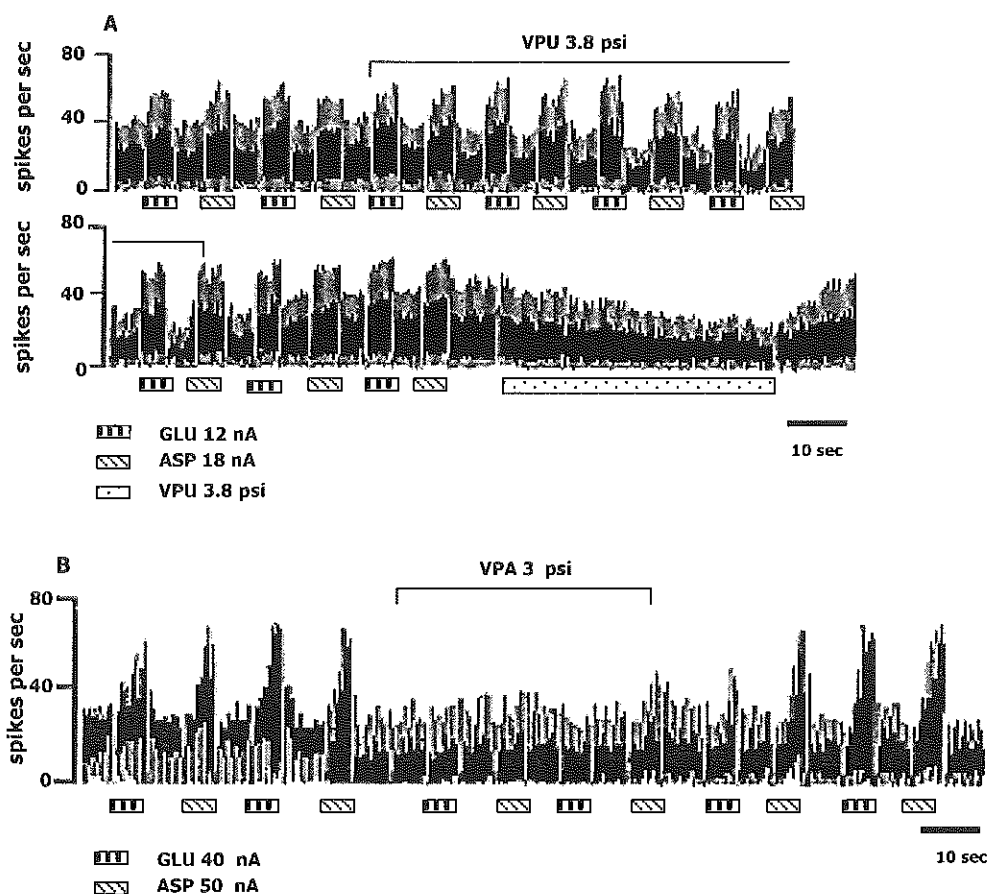 A
VPU 3.8 psi
80
40
0
spikes per sec
80
40
0
spikes per sec
GLU 12 nA
ASP 18 nA
VPU 3.8 psi
10 sec
B
VPA 3 psi
80
40
0
spikes per sec
GLU 40 nA
ASP 50 nA
10 sec